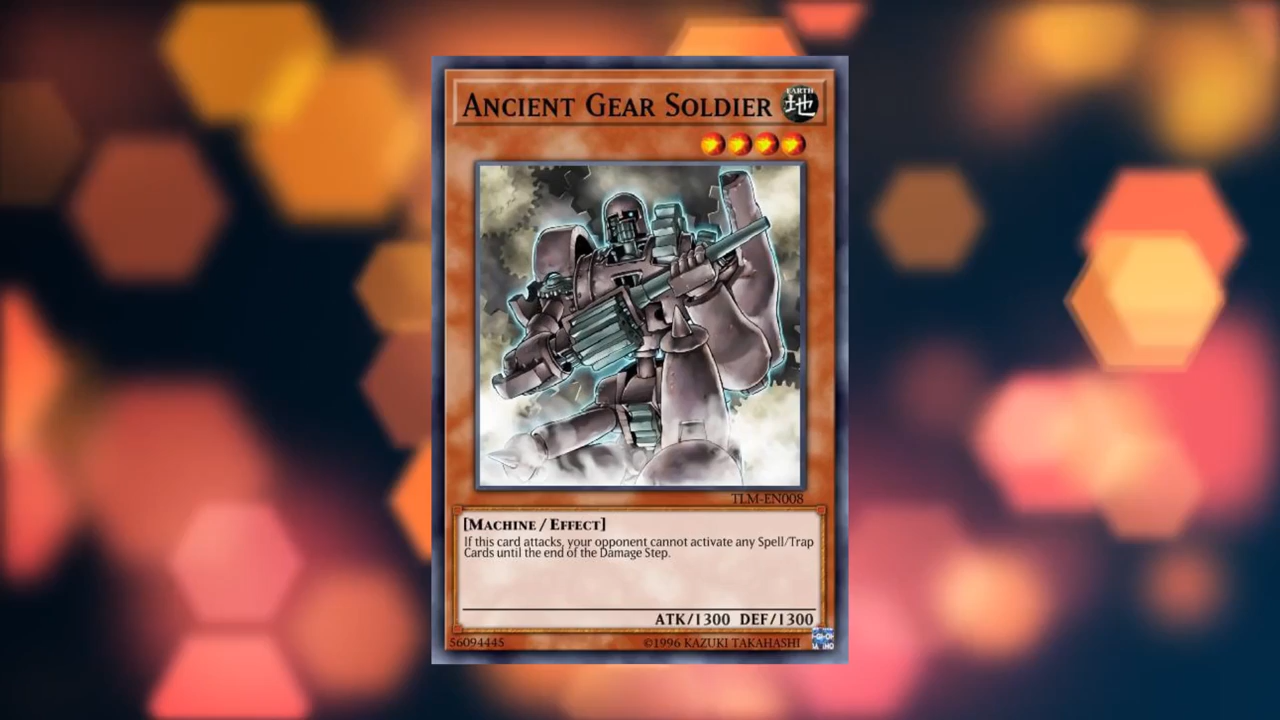 ANCIENT GEAR SOLDIER
EARTH
地
TLM-EN008
[MACHINE / EFFECT]
If this card attacks, your opponent cannot activate any Spell/Trap
Cards until the end of the Damage Step.
ATK/1300 DEF/1300
56094445
©1996 KAZUKI TAKAHASHI